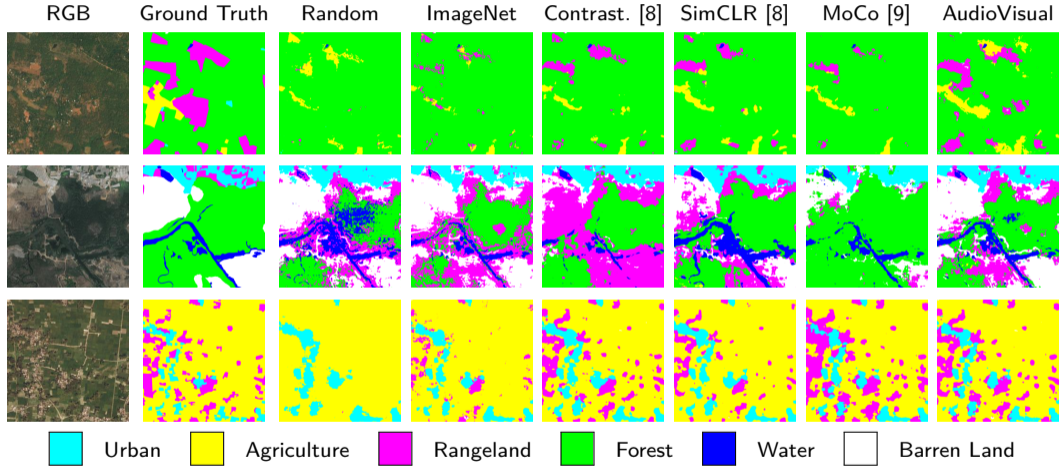 RGB Ground Truth Random ImageNet Contrast. [8] SimCLR [8] MoCo [9] AudioVisual
Urban Agriculture Rangeland Forest Water Barren Land